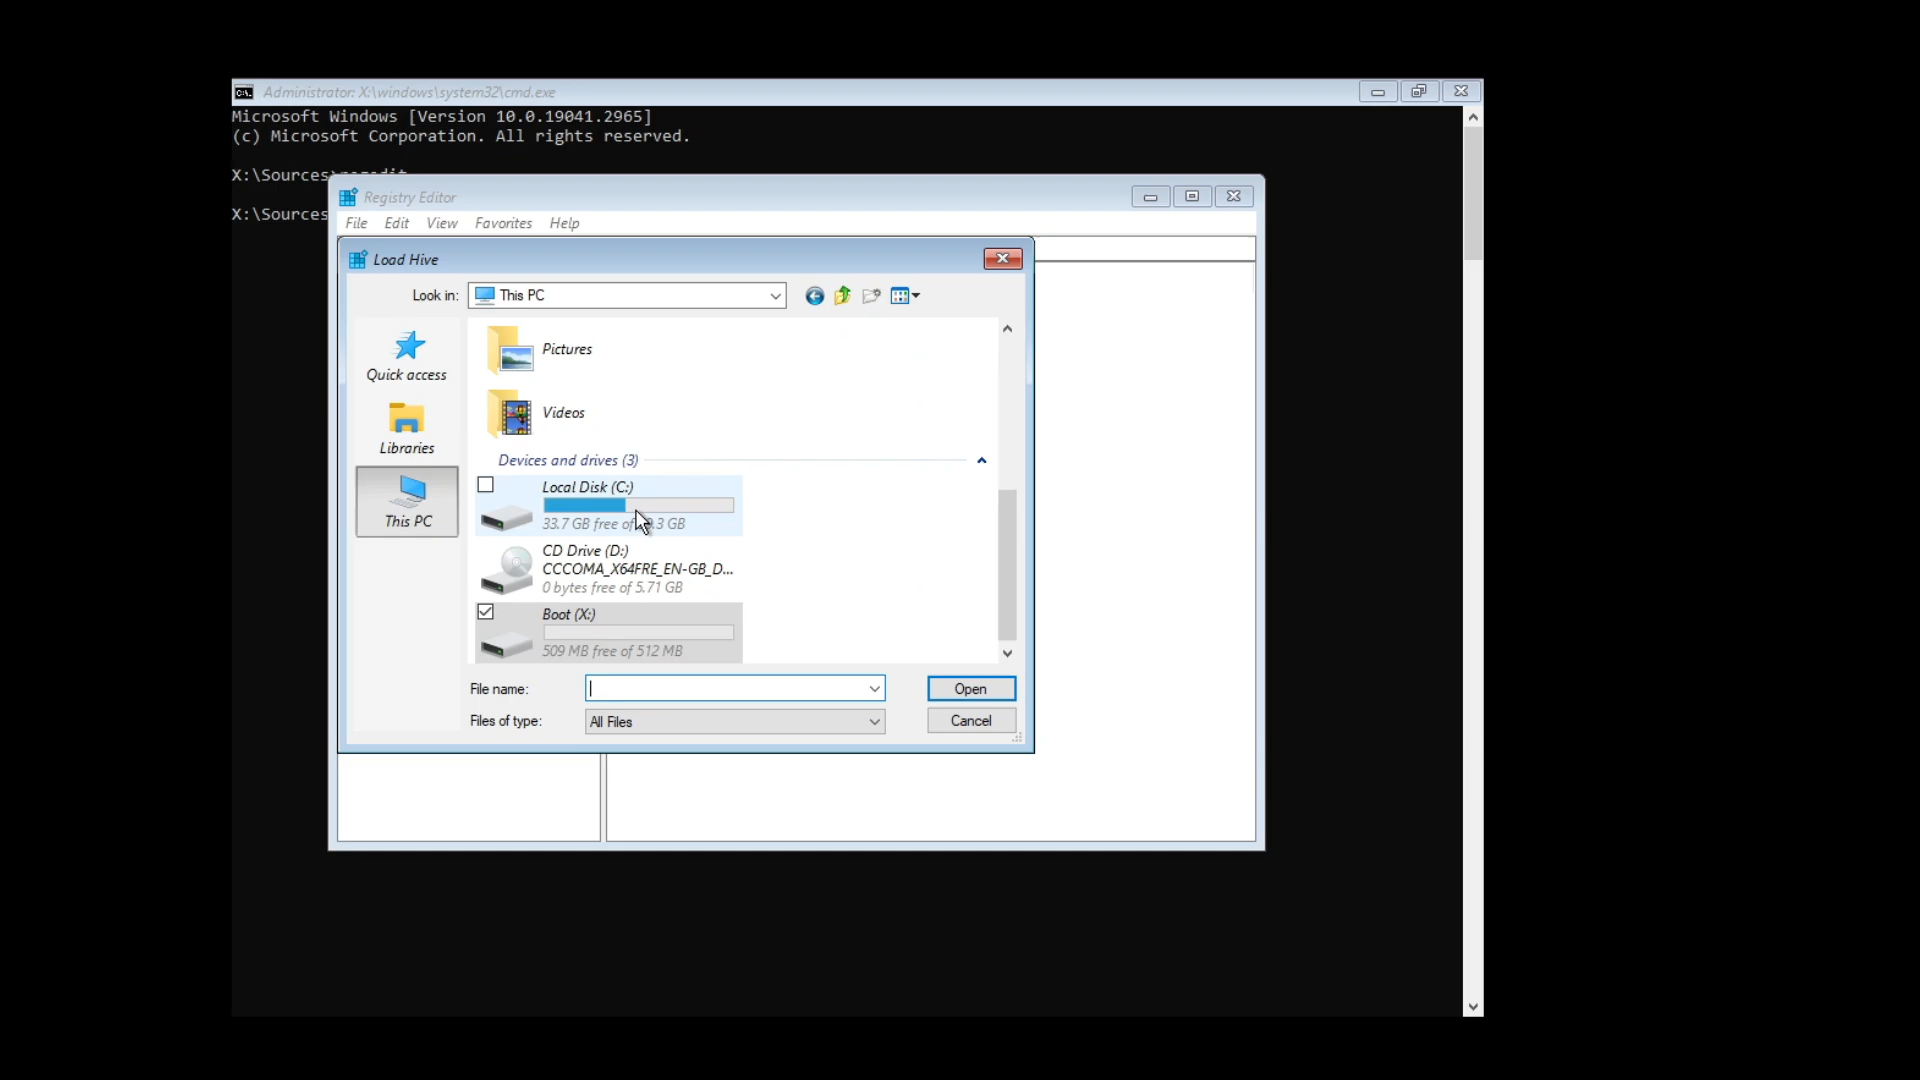 Administrator: X:\windows\system32\cmd.exe
Microsoft Windows [Version 10.0.19041.2965]
(c) Microsoft Corporation. All rights reserved.
X:\Sources>regedit
X:\Sources
Registry Editor
File Edit View Favorites Help
Load Hive
Look in: This PC
Quick access
Libraries
This PC
Pictures
Videos
Devices and drives (3)
Local Disk (C:)
33.7 GB free of
CD Drive (D:)
CCCOMA_X64FRE_EN-GB_D...
0 bytes free of 5.71 GB
Boot (X:)
509 MB free of 512 MB
File name:
Open
Files of type: All Files
Cancel